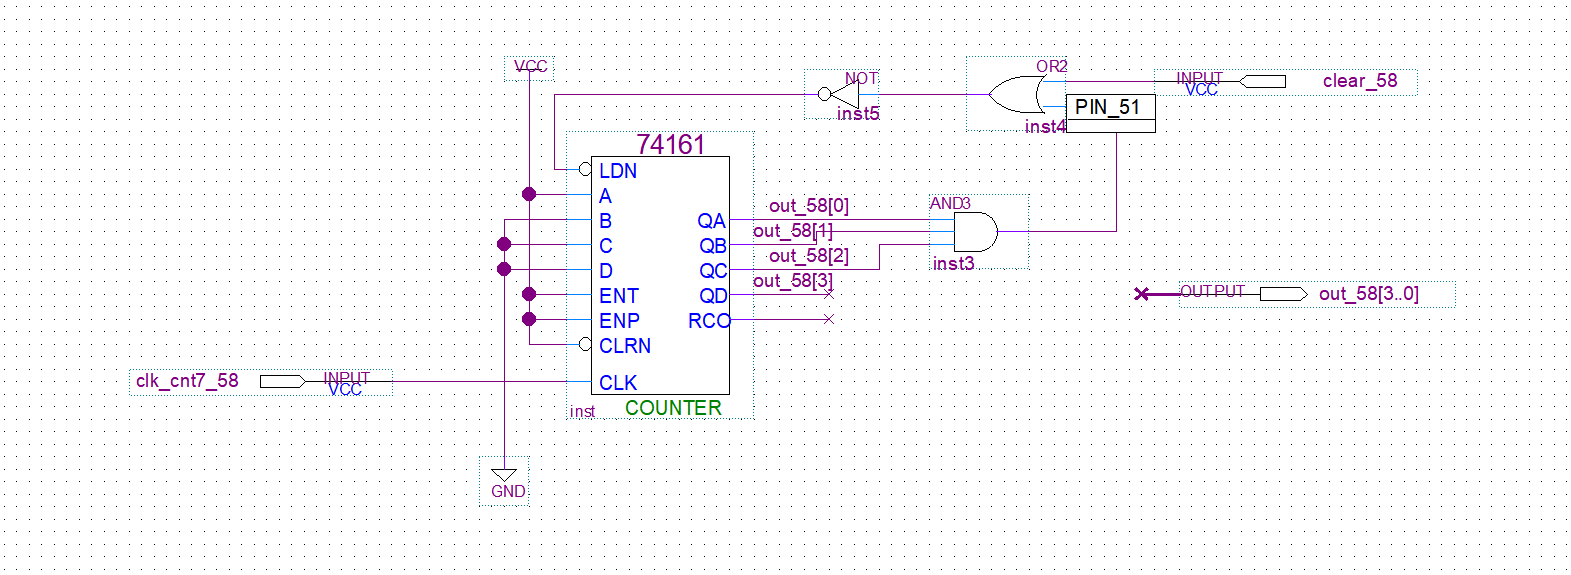 VCC
NOT
inst5
OR2
inst4
PIN_51
INPUT
VCC
clear_58
74161
LDN
A
B
C
D
ENT
ENP
CLRN
CLK
QA
QB
QC
QD
RCO
inst
COUNTER
out_58[0]
out_58[1]
out_58[2]
out_58[3]
AND3
inst3
OUTPUT
out_58[3..0]
clk_cnt7_58
INPUT
VCC
GND